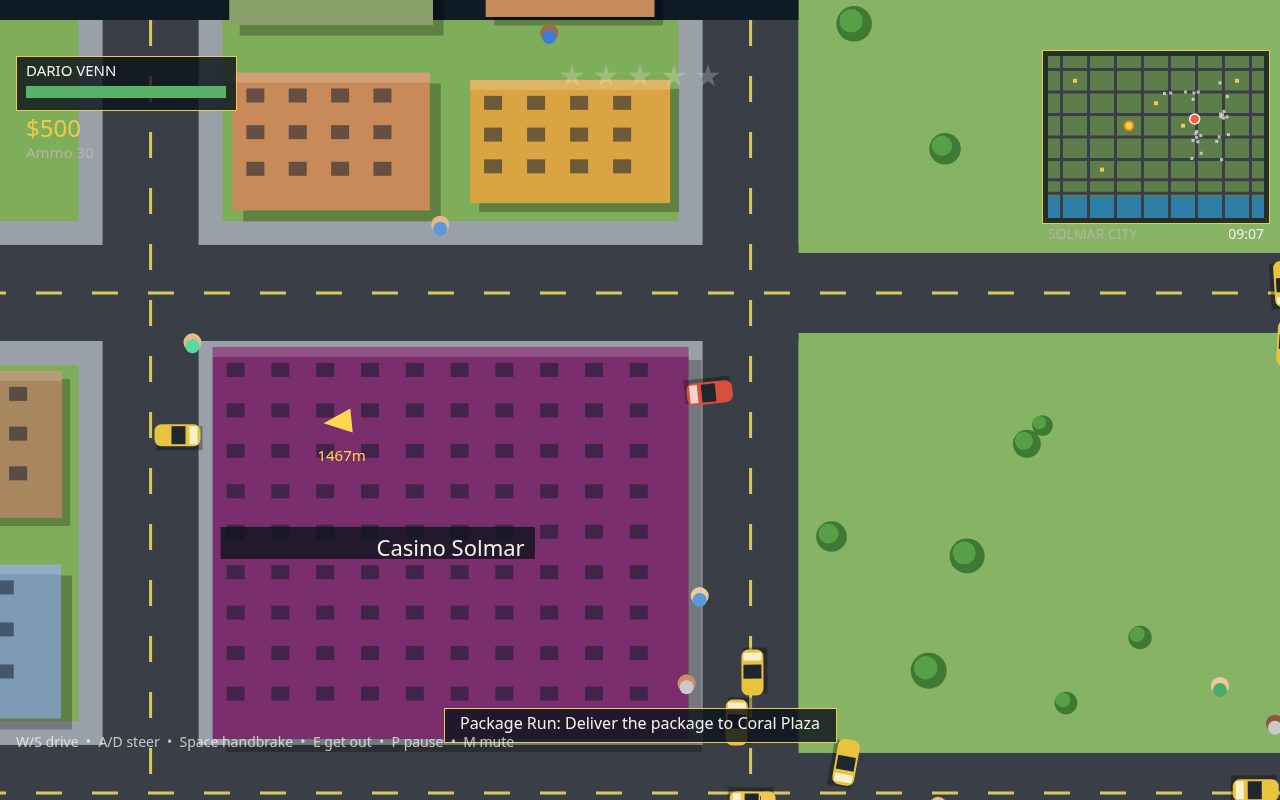 DARIO VENN
$500
Ammo 30
SOLMAR CITY 09:07
1467m
Casino Solmar
Package Run: Deliver the package to Coral Plaza
W/S drive • A/D steer • Space handbrake • E get out • P pause • M mute